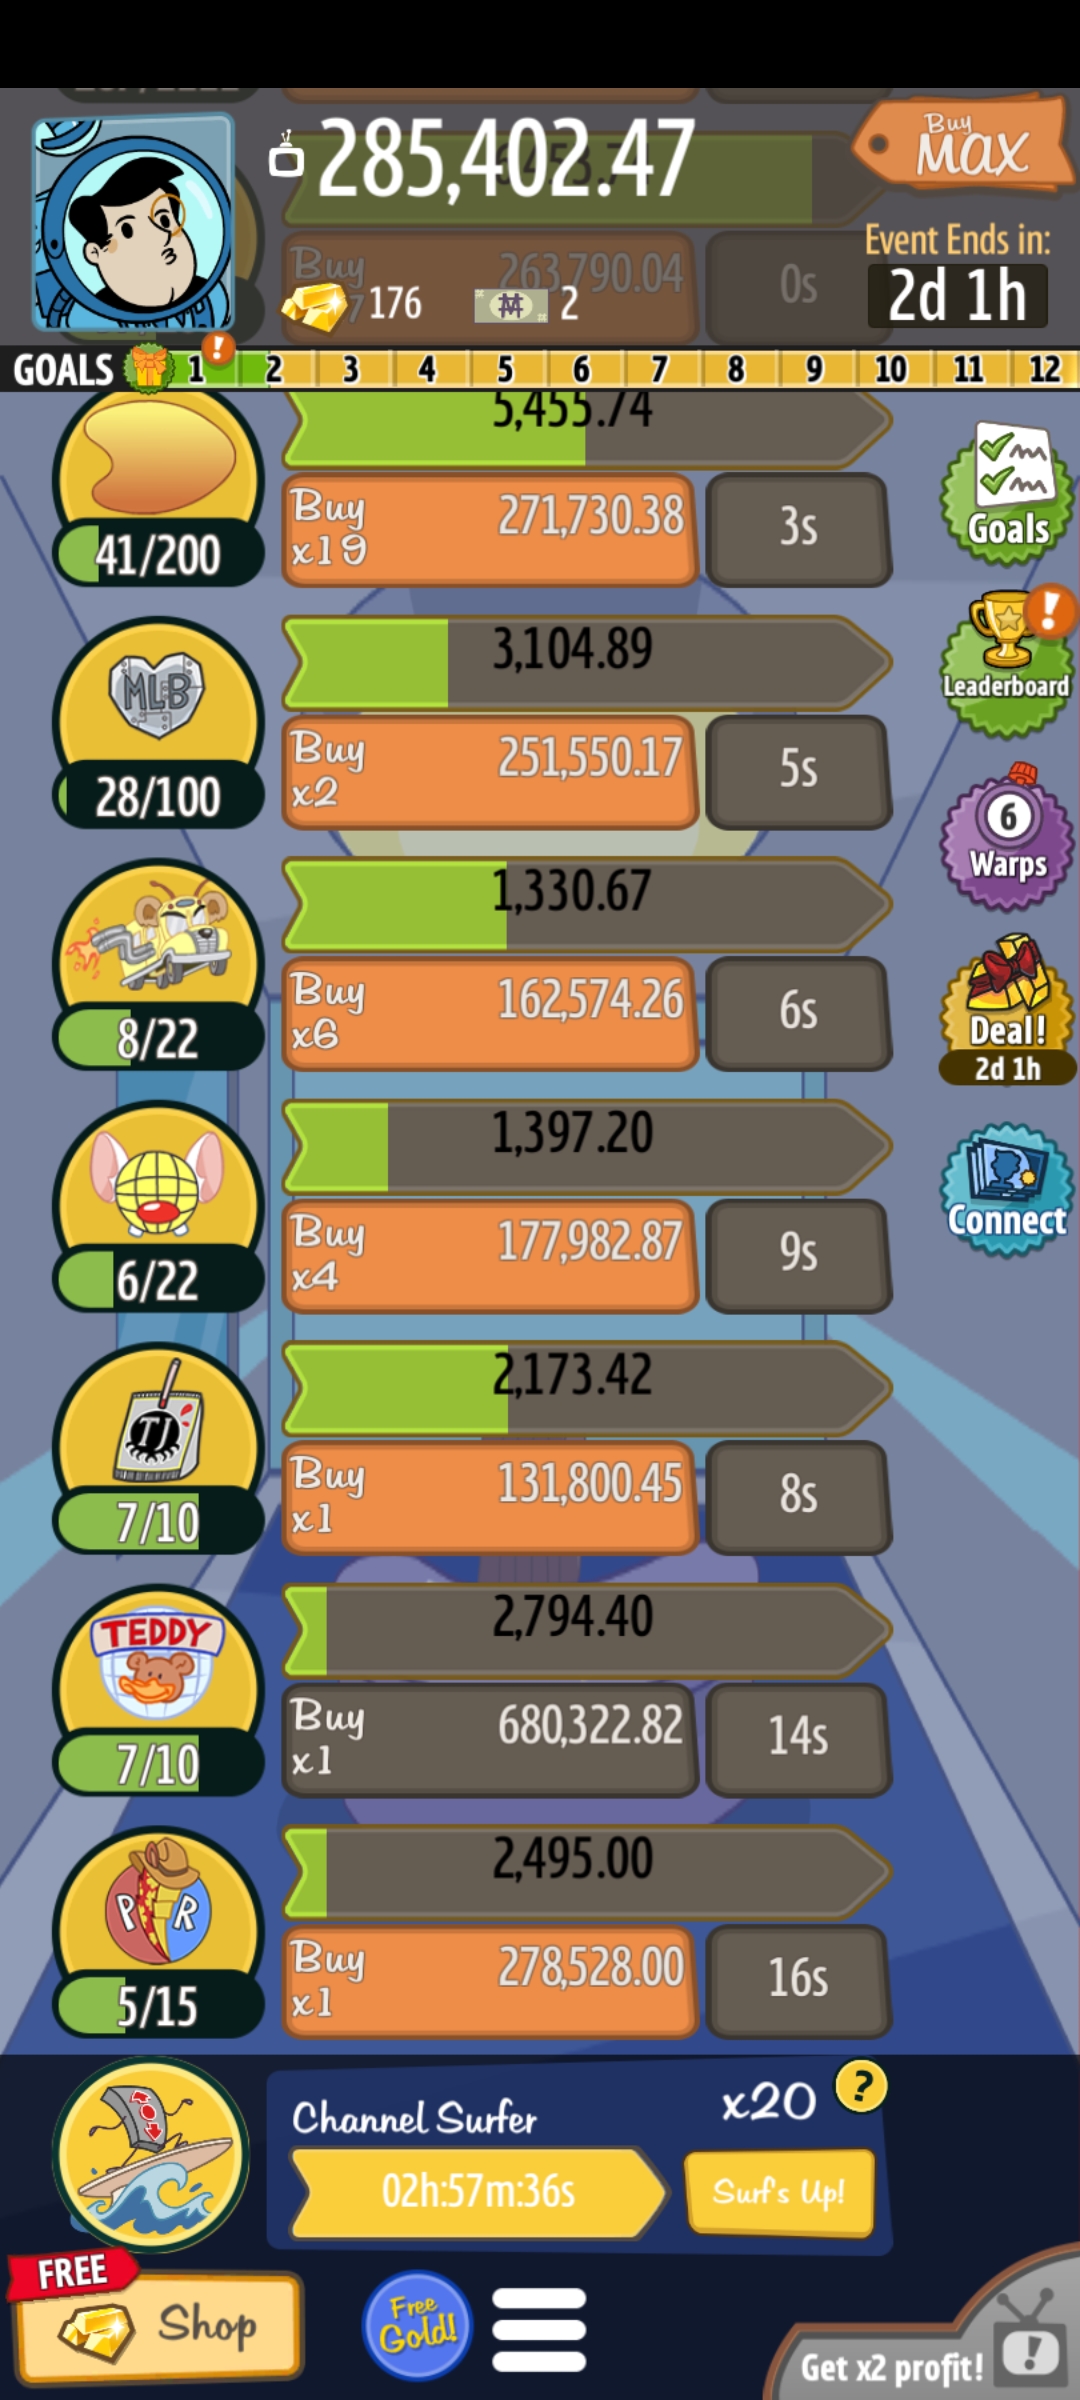 285,402.47
Buy
MAX
Event Ends in:
2d 1h
Buy
263,790.04
0s
176
2
GOALS 1 ! 2 3 4 5 6 7 8 9 10 11 12
5,455.74
41/200
Buy
x19
271,730.38
3s
Goals
MLB
28/100
3,104.89
Buy
x2
251,550.17
5s
!
Leaderboard
8/22
1,330.67
Buy
x6
162,574.26
6s
6
Warps
6/22
1,397.20
Buy
x4
177,982.87
9s
Deal!
2d 1h
Connect
TJ
7/10
2,173.42
Buy
x1
131,800.45
8s
TEDDY
7/10
2,794.40
Buy
x1
680,322.82
14s
P R
5/15
2,495.00
Buy
x1
278,528.00
16s
Channel Surfer
x20
?
02h:57m:36s
Surf's Up!
FREE
Shop
Free
Gold!
Get x2 profit!
!